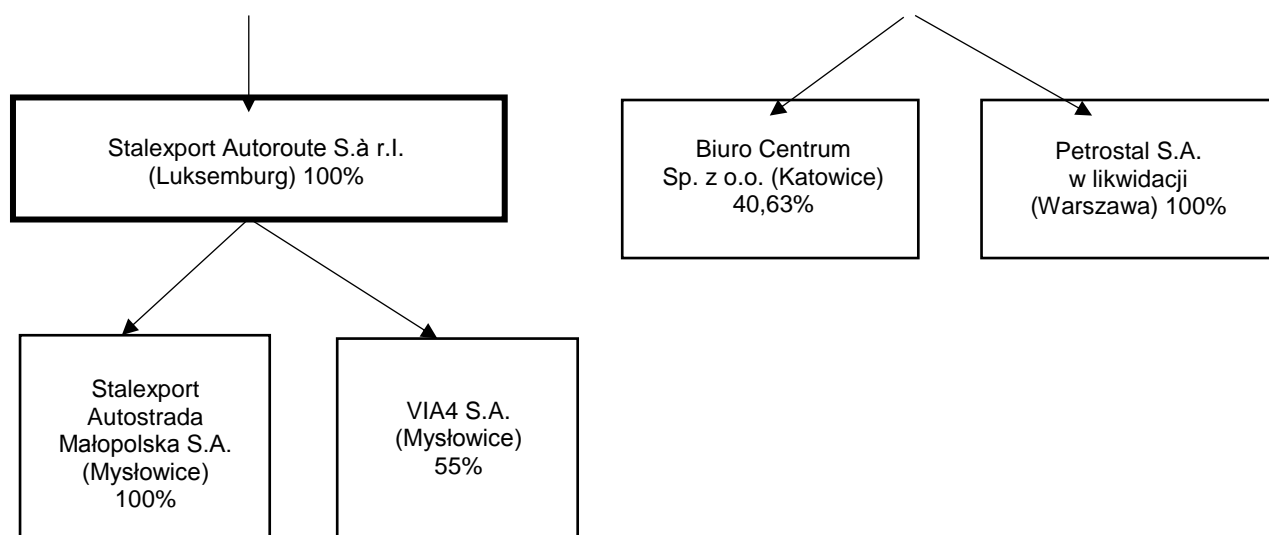 Stalexport Autoroute S.à r.l.
(Luksemburg) 100%
Biuro Centrum
Sp. z o.o. (Katowice)
40,63%
Petrostal S.A.
w likwidacji
(Warszawa) 100%
Stalexport
Autostrada
Małopolska S.A.
(Mysłowice)
100%
VIA4 S.A.
(Mysłowice)
55%